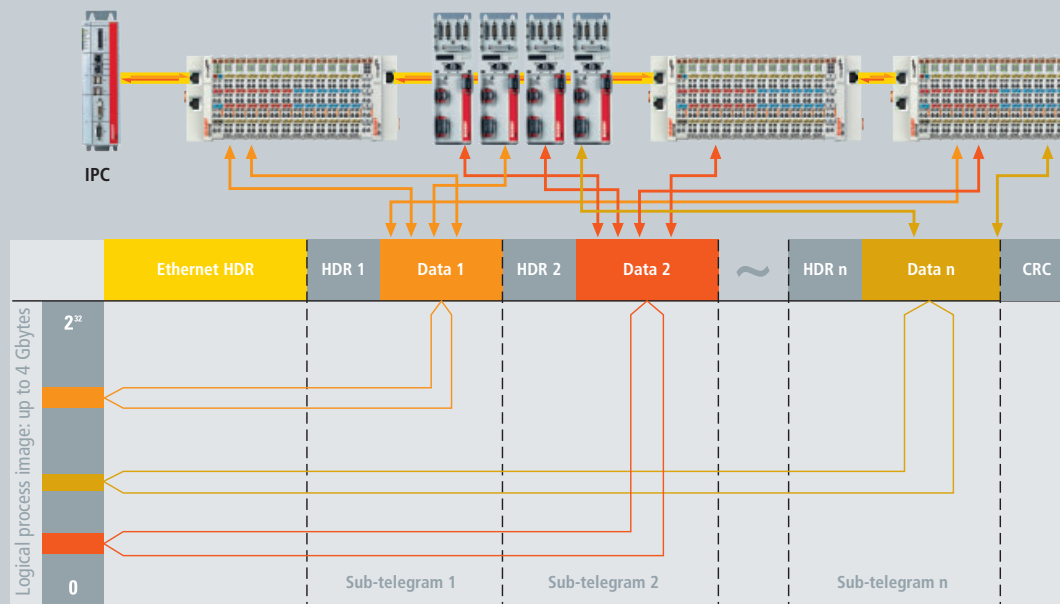 IPC
Ethernet HDR
HDR 1
Data 1
HDR 2
Data 2
~
HDR n
Data n
CRC
Logical process image: up to 4 Gbytes
2³²
0
Sub-telegram 1
Sub-telegram 2
Sub-telegram n